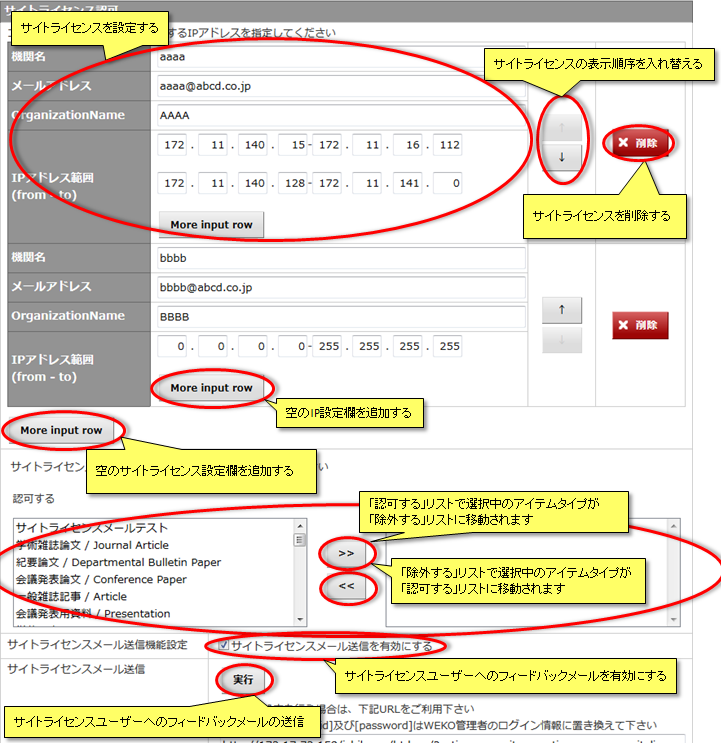 サイトライセンス認可
サイトライセンスを設定する
するIPアドレスを指定してください
機関名 aaaa
サイトライセンスの表示順序を入れ替える
メールアドレス aaaa@abcd.co.jp
OrganizationName AAAA
↑
172 . 11 . 140 . 15 - 172 . 11 . 16 . 112
↓
削除
IPアドレス範囲
(from - to)
172 . 11 . 140 . 128 - 172 . 11 . 141 . 0
サイトライセンスを削除する
More input row
機関名 bbbb
メールアドレス bbbb@abcd.co.jp
OrganizationName BBBB
↑
↓
削除
0 . 0 . 0 . 0 - 255 . 255 . 255 . 255
IPアドレス範囲
(from - to)
More input row
空のIP設定欄を追加する
More input row
空のサイトライセンス設定欄を追加する
サイトライセン
い
認可する
「認可する」リストで選択中のアイテムタイプが
「除外する」リストに移動されます
サイトライセンスメールテスト
学術雑誌論文 / Journal Article
紀要論文 / Departmental Bulletin Paper
会議発表論文 / Conference Paper
一般雑誌記事 / Article
会議発表用資料 / Presentation
>>
<<
「除外する」リストで選択中のアイテムタイプが
「認可する」リストに移動されます
サイトライセンスメール送信機能設定
サイトライセンスメール送信を有効にする
サイトライセンスメール送信
実行
サイトライセンスユーザーへのフィードバックメールを有効にする
サイトライセンスユーザーへのフィードバックメールの送信
場合は、下記URLをご利用下さい
d]及び[password]はWEKO管理者のログイン情報に置き換えて下さい